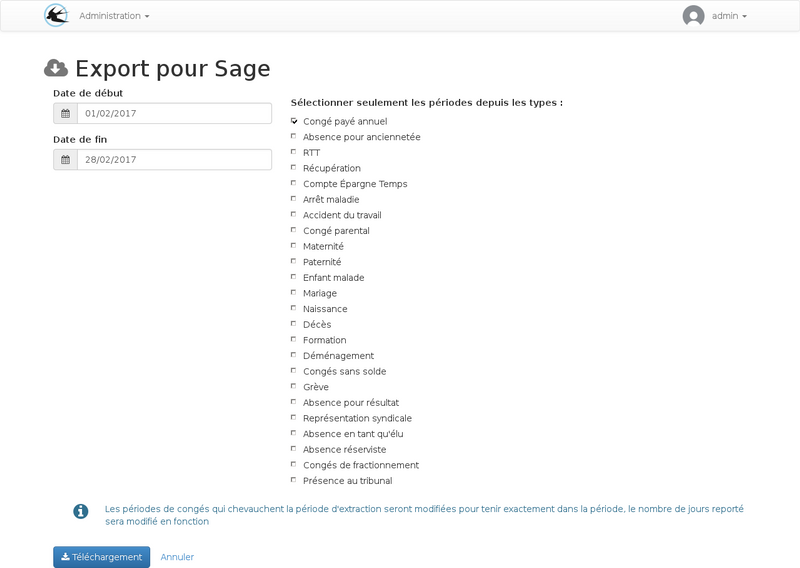 Administration
admin
Export pour Sage
Date de début
01/02/2017
Date de fin
28/02/2017
Sélectionner seulement les périodes depuis les types :
Congé payé annuel
Absence pour anciennetée
RTT
Récupération
Compte Épargne Temps
Arrêt maladie
Accident du travail
Congé parental
Maternité
Paternité
Enfant malade
Mariage
Naissance
Décès
Formation
Déménagement
Congés sans solde
Grève
Absence pour résultat
Représentation syndicale
Absence en tant qu'élu
Absence réserviste
Congés de fractionnement
Présence au tribunal
Les périodes de congés qui chevauchent la période d'extraction seront modifiées pour tenir exactement dans la période, le nombre de jours reporté
sera modifié en fonction
Téléchargement
Annuler